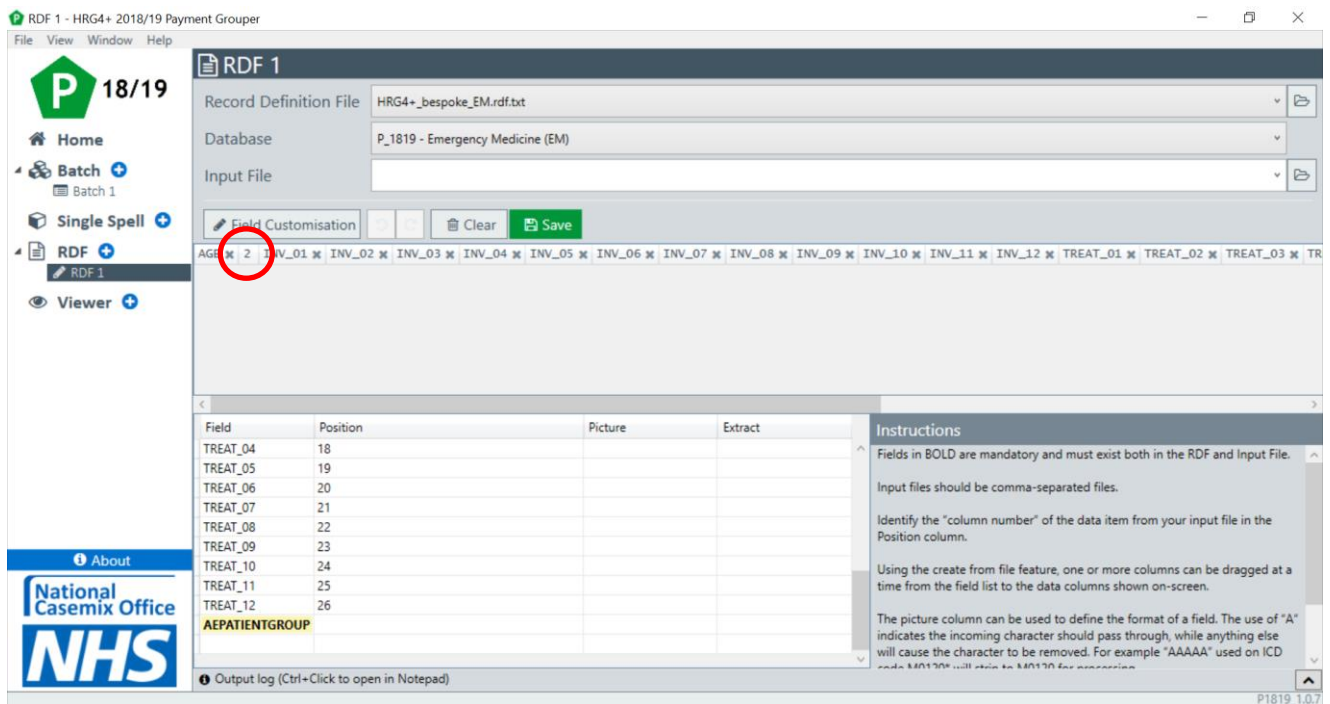 RDF 1 - HRG4+ 2018/19 Payment Grouper
File View Window Help
P 18/19
Home
Batch
Batch 1
Single Spell
RDF
RDF 1
Viewer
About
National
Casemix Office
NHS
RDF 1
Record Definition File HRG4+_bespoke_EM.rdf.txt
Database P_1819 - Emergency Medicine (EM)
Input File
Field Customisation Clear Save
AGE 2 INV_01 INV_02 INV_03 INV_04 INV_05 INV_06 INV_07 INV_08 INV_09 INV_10 INV_11 INV_12 TREAT_01 TREAT_02 TREAT_03 TR
Field Position Picture Extract
TREAT_04 18
TREAT_05 19
TREAT_06 20
TREAT_07 21
TREAT_08 22
TREAT_09 23
TREAT_10 24
TREAT_11 25
TREAT_12 26
AEPATIENTGROUP
Instructions
Fields in BOLD are mandatory and must exist both in the RDF and Input File.
Input files should be comma-separated files.
Identify the "column number" of the data item from your input file in the
Position column.
Using the create from file feature, one or more columns can be dragged at a
time from the field list to the data columns shown on-screen.
The picture column can be used to define the format of a field. The use of "A"
indicates the incoming character should pass through, while anything else
will cause the character to be removed. For example "AAAAA" used on ICD
code M0120* will strip to M0120 for processing
Output log (Ctrl+Click to open in Notepad)
P1819 1.0.7